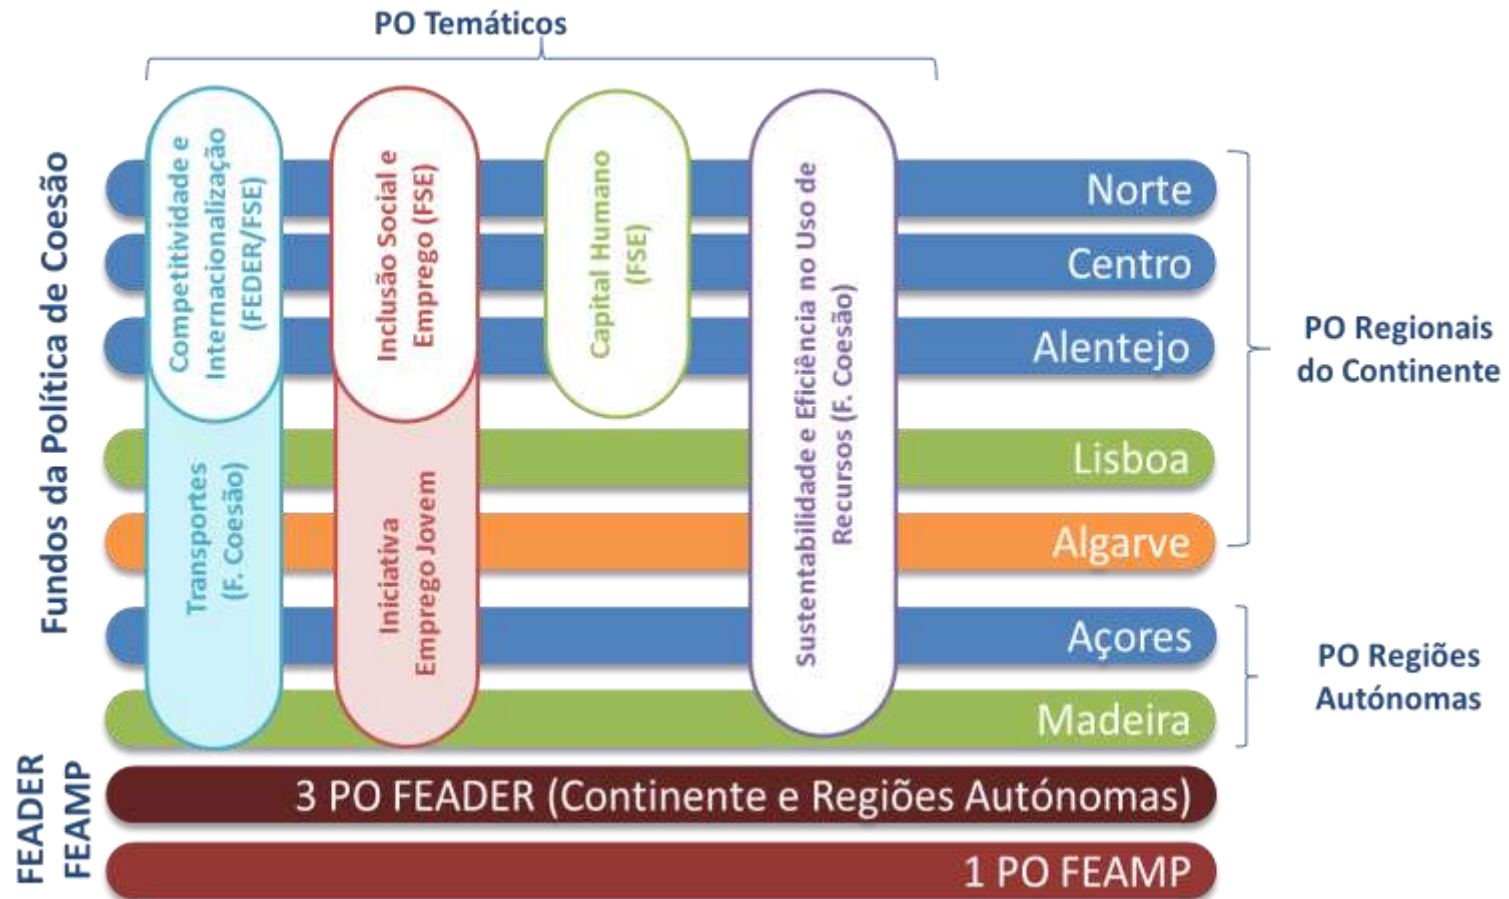 PO Temáticos
Fundos da Política de Coesão
Competitividade e
Internacionalização
(FEDER/FSE)
Transportes
(F. Coesão)
Inclusão Social e
Emprego (FSE)
Iniciativa
Emprego Jovem
Capital Humano
(FSE)
Sustentabilidade e Eficiência no Uso de
Recursos (F. Coesão)
Norte
Centro
Alentejo
Lisboa
Algarve
Açores
Madeira
PO Regionais
do Continente
PO Regiões
Autónomas
FEADER
FEAMP
3 PO FEADER (Continente e Regiões Autónomas)
1 PO FEAMP